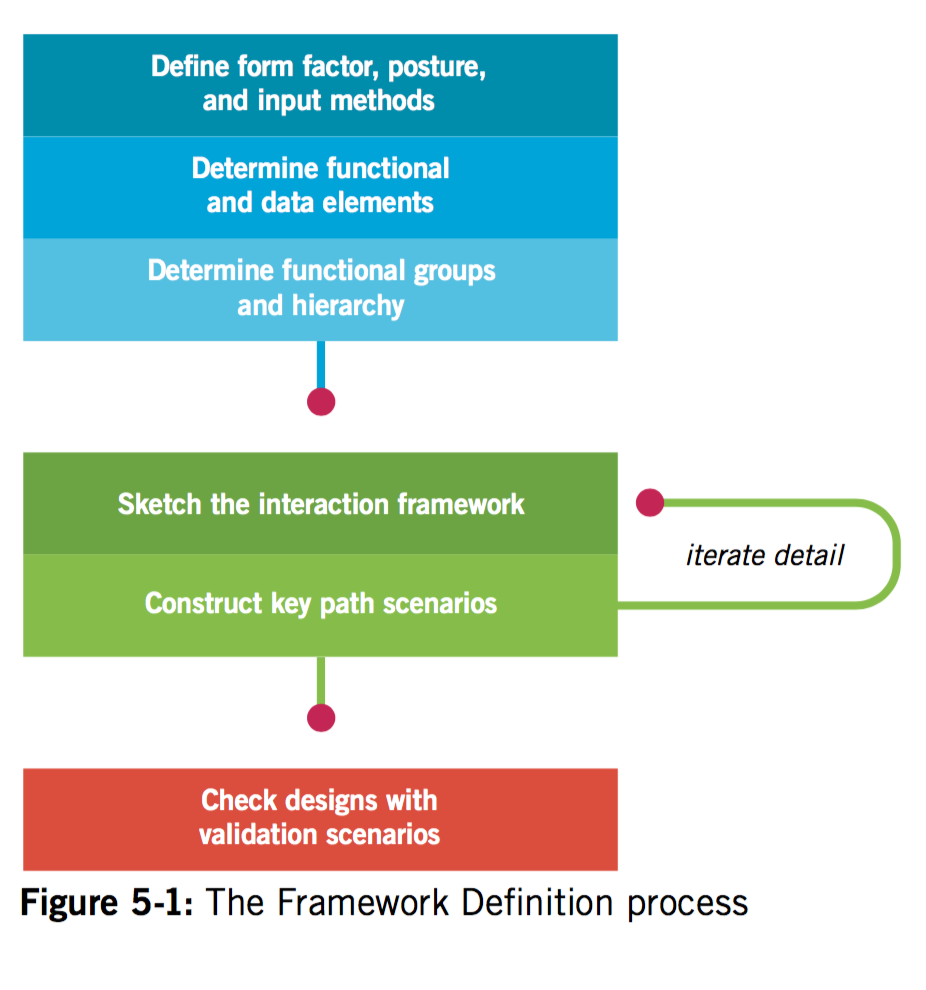 Define form factor, posture,
and input methods
Determine functional
and data elements
Determine functional groups
and hierarchy
Sketch the interaction framework
iterate detail
Construct key path scenarios
Check designs with
validation scenarios
Figure 5-1: The Framework Definition process